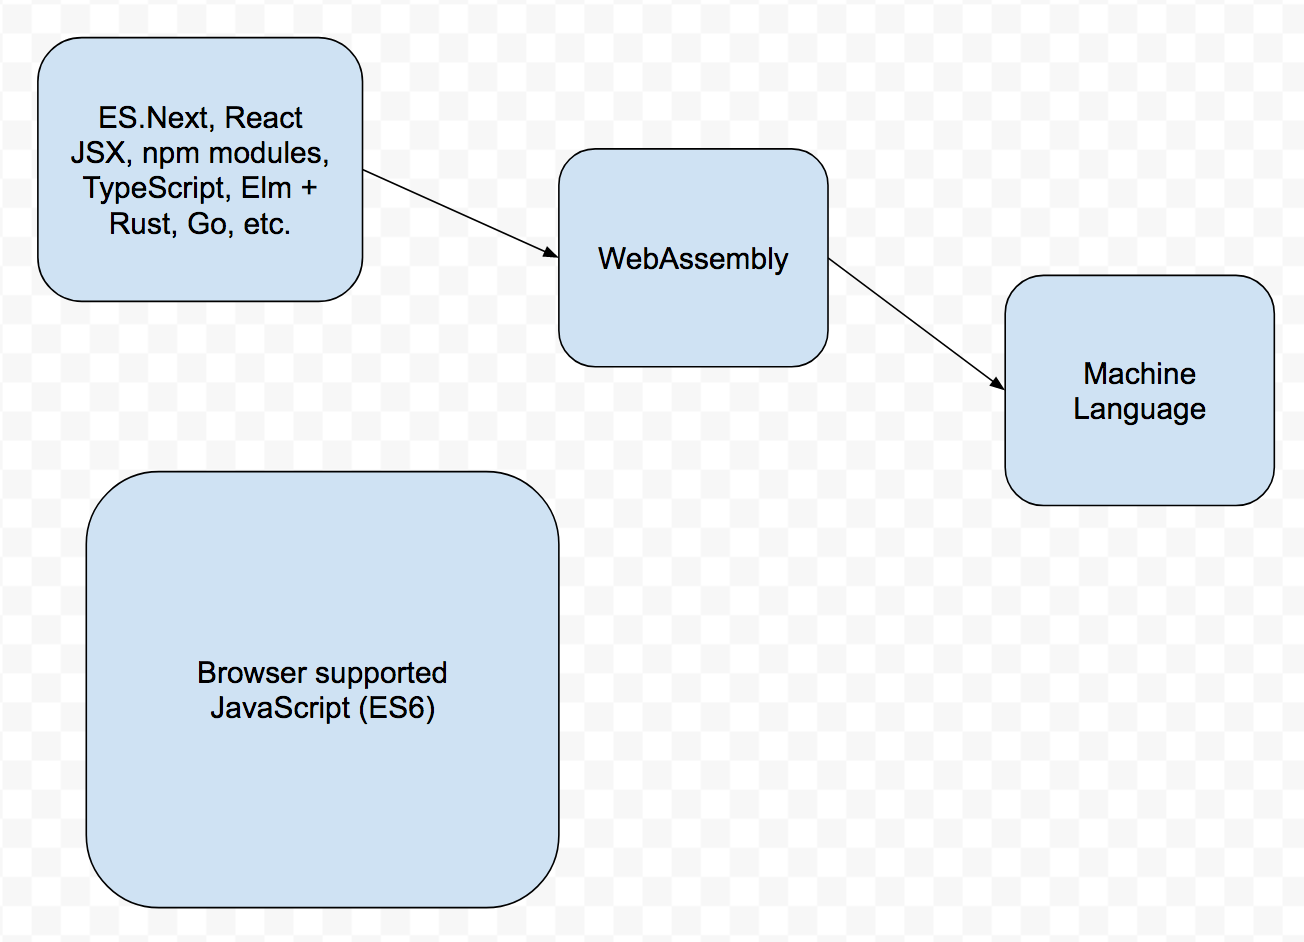 ES.Next, React
JSX, npm modules,
TypeScript, Elm +
Rust, Go, etc.
WebAssembly
Machine
Language
Browser supported
JavaScript (ES6)